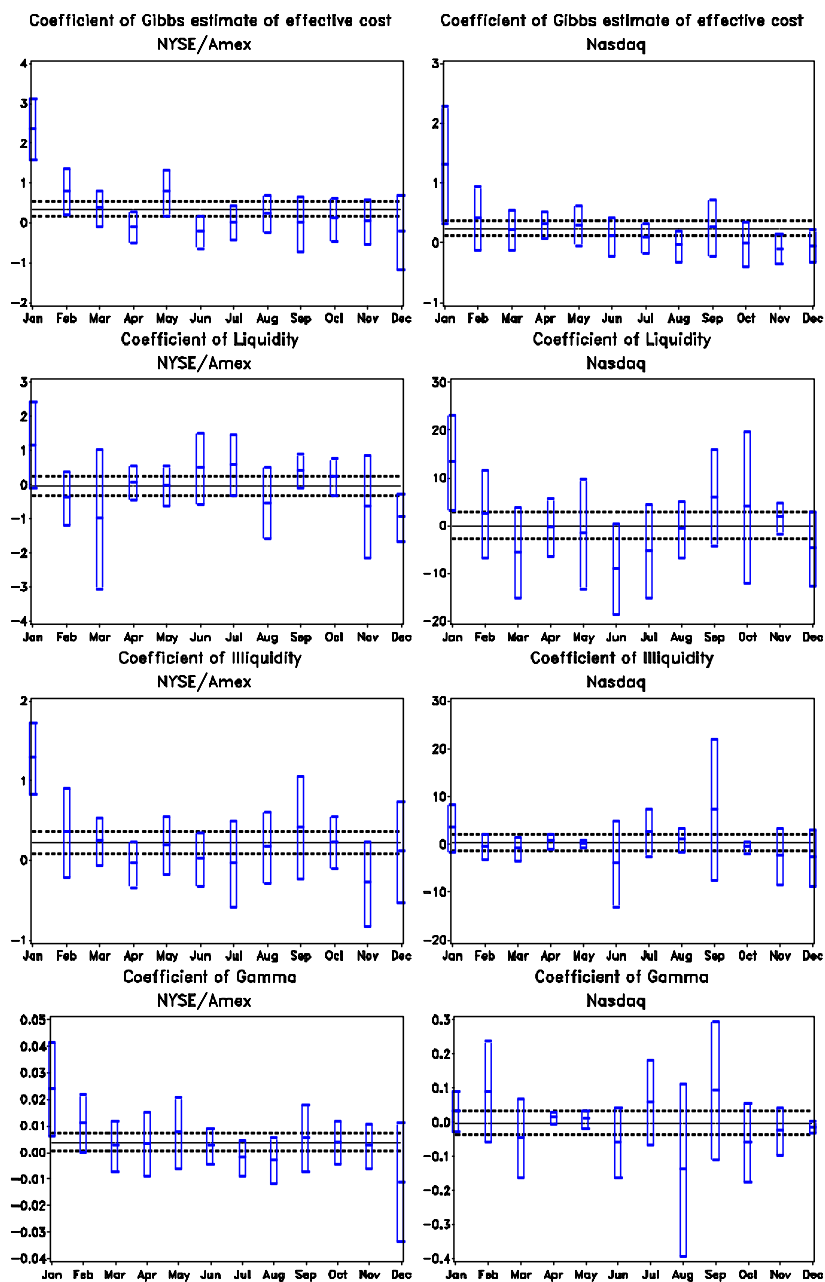 Coefficient of Gibbs estimate of effective cost
NYSE/Amex
4
3
2
1
0
−1
−2
Jan Feb Mar Apr May Jun Jul Aug Sep Oct Nov Dec
Coefficient of Gibbs estimate of effective cost
Nasdaq
3
2
1
0
−1
Jan Feb Mar Apr May Jun Jul Aug Sep Oct Nov Dec
Coefficient of Liquidity
NYSE/Amex
3
2
1
0
−1
−2
−3
−4
Jan Feb Mar Apr May Jun Jul Aug Sep Oct Nov Dec
Coefficient of Liquidity
Nasdaq
30
20
10
0
−10
−20
Jan Feb Mar Apr May Jun Jul Aug Sep Oct Nov Dec
Coefficient of Illiquidity
NYSE/Amex
2
1
0
−1
Jan Feb Mar Apr May Jun Jul Aug Sep Oct Nov Dec
Coefficient of Illiquidity
Nasdaq
30
20
10
0
−10
−20
Jan Feb Mar Apr May Jun Jul Aug Sep Oct Nov Dec
Coefficient of Gamma
NYSE/Amex
0.05
0.04
0.03
0.02
0.01
0.00
−0.01
−0.02
−0.03
−0.04
Jan Feb Mar Apr May Jun Jul Aug Sep Oct Nov Dec
Coefficient of Gamma
Nasdaq
0.3
0.2
0.1
0.0
−0.1
−0.2
−0.3
−0.4
Jan Feb Mar Apr May Jun Jul Aug Sep Oct Nov Dec